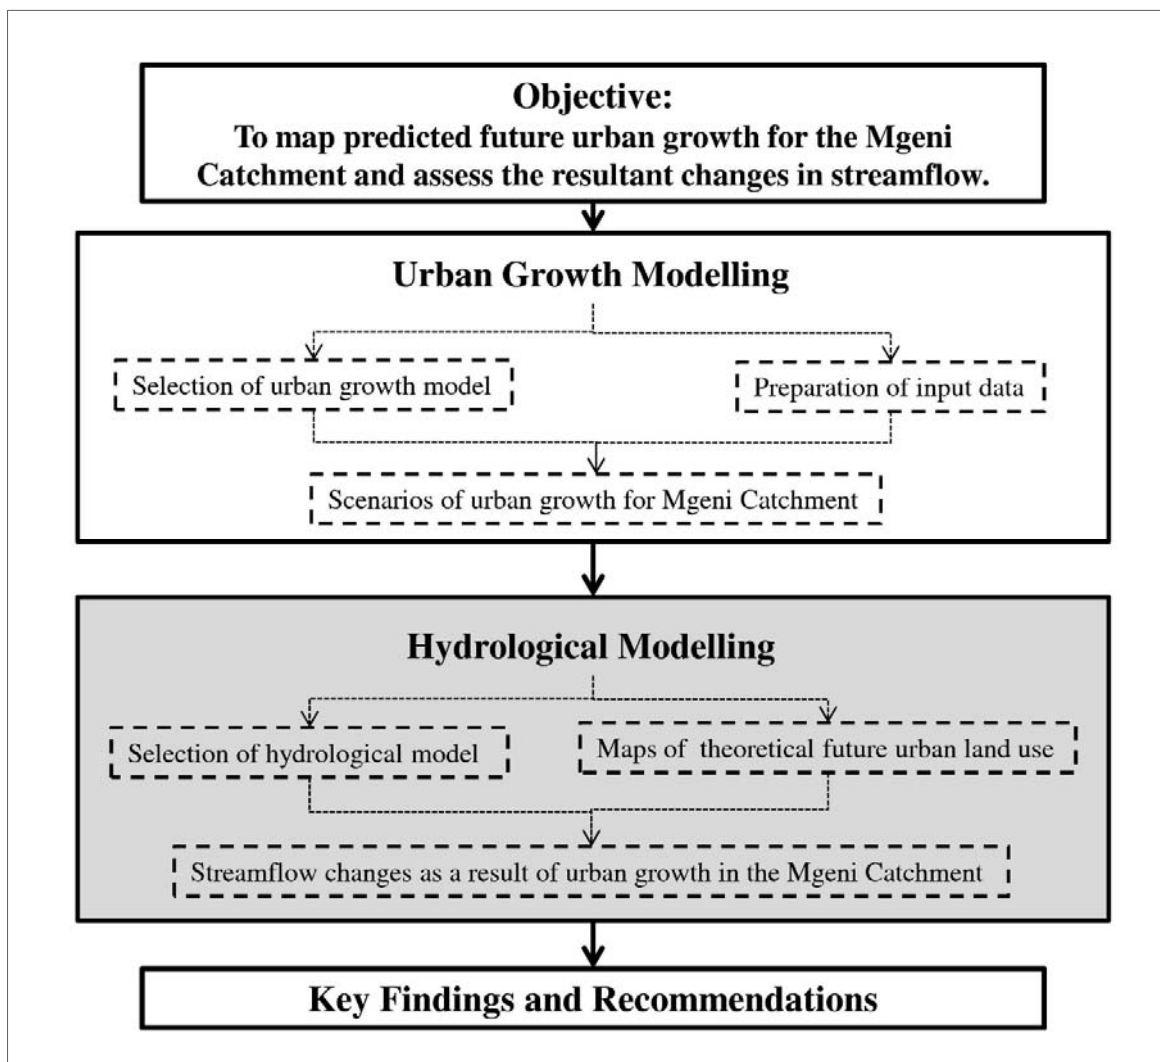 Objective:
To map predicted future urban growth for the Mgeni
Catchment and assess the resultant changes in streamflow.
Urban Growth Modelling
Selection of urban growth model
Preparation of input data
Scenarios of urban growth for Mgeni Catchment
Hydrological Modelling
Selection of hydrological model
Maps of theoretical future urban land use
Streamflow changes as a result of urban growth in the Mgeni Catchment
Key Findings and Recommendations